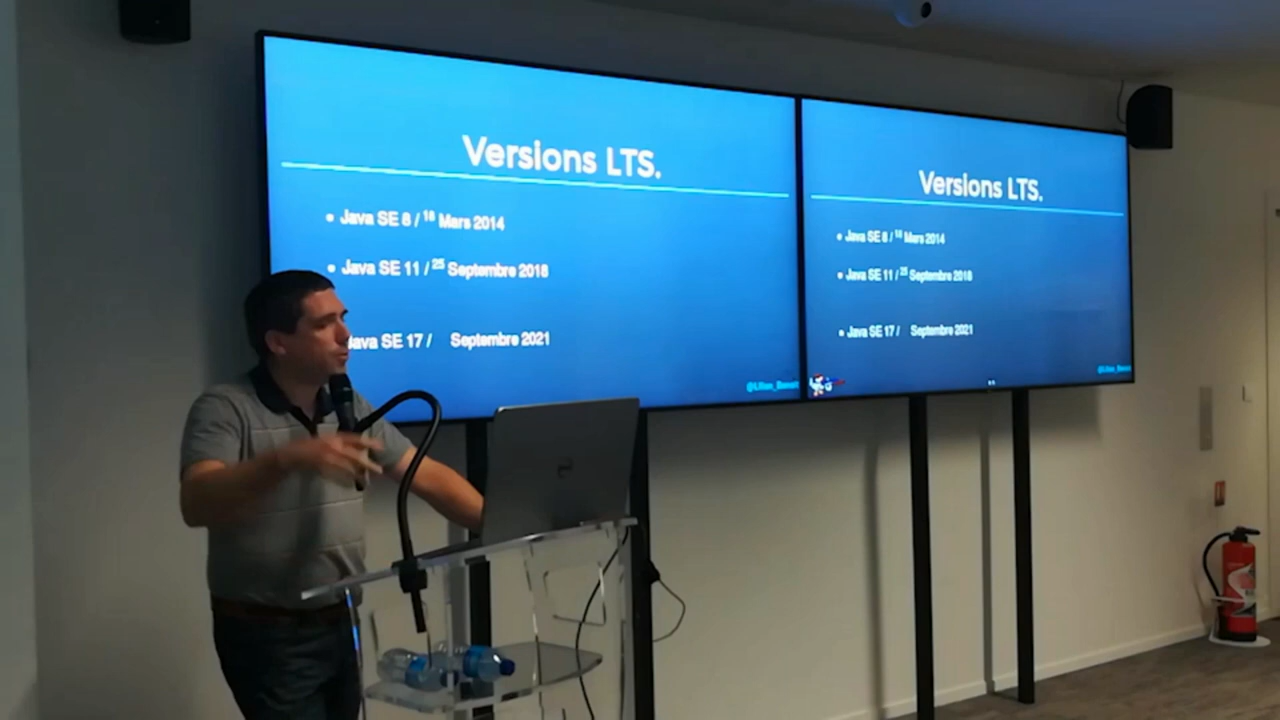 Versions LTS.
• Java SE 8 / 18 Mars 2014
• Java SE 11 / 25 Septembre 2018
Java SE 17 / Septembre 2021
Versions LTS.
• Java SE 8 / 18 Mars 2014
• Java SE 11 / 25 Septembre 2018
• Java SE 17 / Septembre 2021